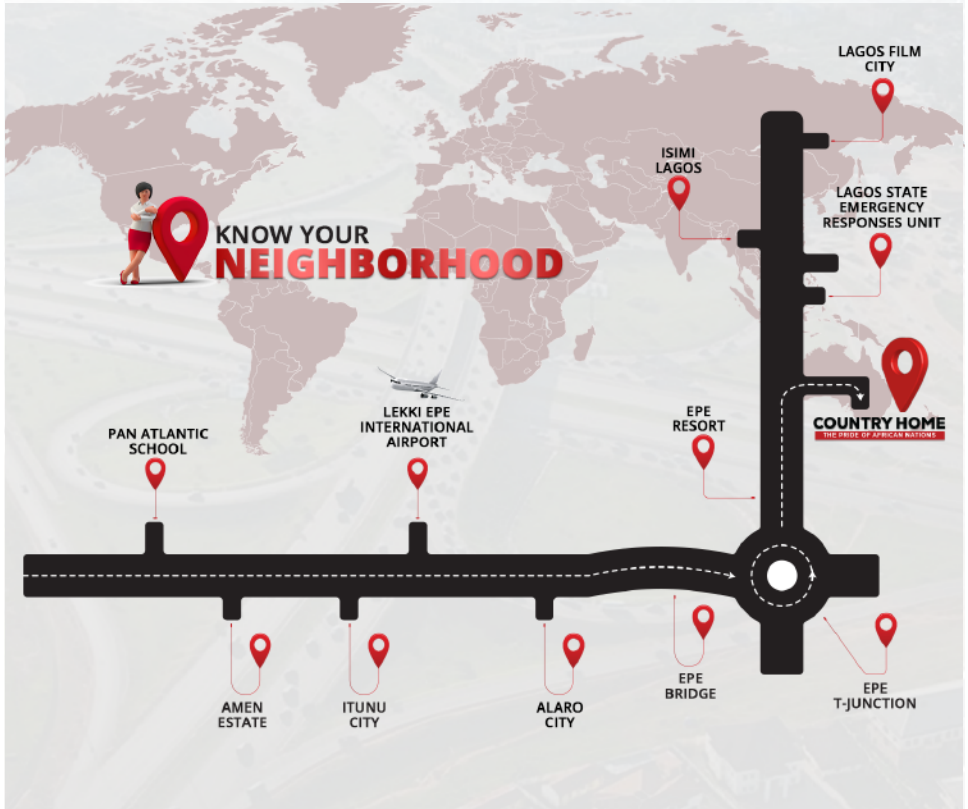 LAGOS FILM
CITY
ISIMI
LAGOS
LAGOS STATE
EMERGENCY
RESPONSES UNIT
KNOW YOUR
NEIGHBORHOOD
LEKKI EPE
INTERNATIONAL
AIRPORT
EPE
RESORT
COUNTRY HOME
THE PRIDE OF AFRICAN NATIONS
PAN ATLANTIC
SCHOOL
AMEN
ESTATE
ITUNU
CITY
ALARO
CITY
EPE
BRIDGE
EPE
T-JUNCTION